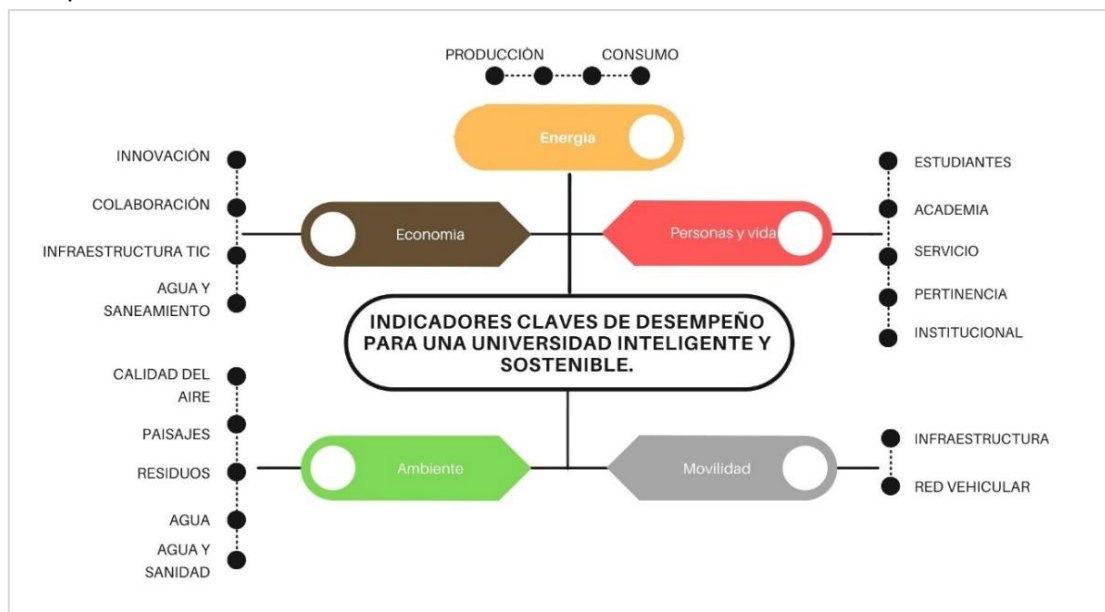 PRODUCCIÓN
CONSUMO
Energia
INNOVACIÓN
COLABORACIÓN
INFRAESTRUCTURA TIC
AGUA Y
SANEAMIENTO
Economia
Personas y vida
ESTUDIANTES
ACADEMIA
SERVICIO
PERTINENCIA
INSTITUCIONAL
INDICADORES CLAVES DE DESEMPEÑO
PARA UNA UNIVERSIDAD INTELIGENTE Y
SOSTENIBLE.
CALIDAD DEL
AIRE
PAISAJES
RESIDUOS
AGUA
AGUA Y
SANIDAD
Ambiente
Movilidad
INFRAESTRUCTURA
RED VEHICULAR